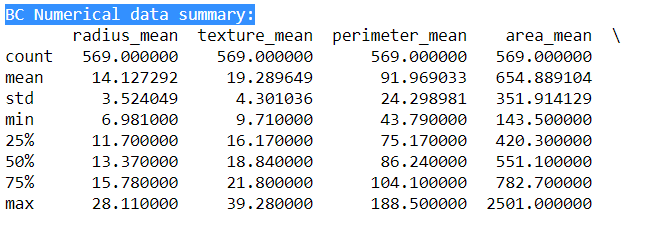 BC Numerical data summary:
radius_mean texture_mean perimeter_mean area_mean \
count 569.000000 569.000000 569.000000 569.000000
mean 14.127292 19.289649 91.969033 654.889104
std 3.524049 4.301036 24.298981 351.914129
min 6.981000 9.710000 43.790000 143.500000
25% 11.700000 16.170000 75.170000 420.300000
50% 13.370000 18.840000 86.240000 551.100000
75% 15.780000 21.800000 104.100000 782.700000
max 28.110000 39.280000 188.500000 2501.000000